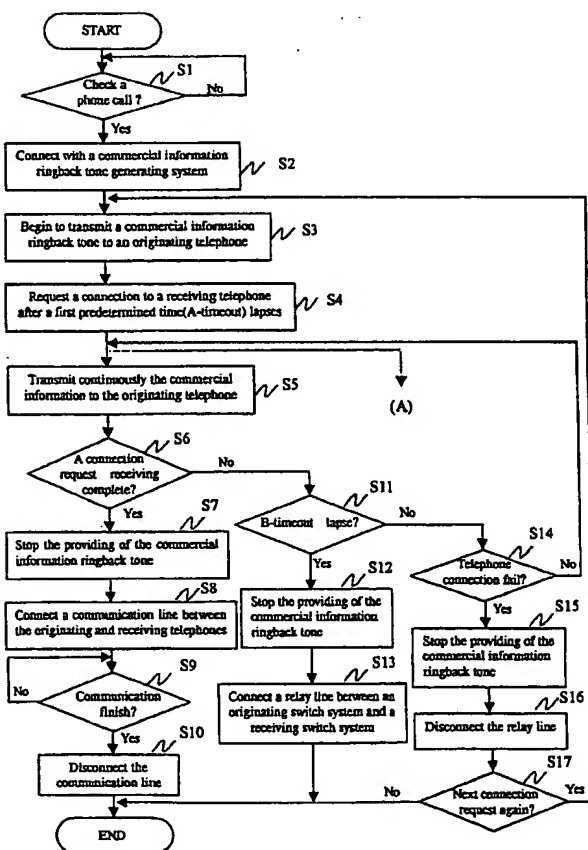 START
S1
Check a
phone call ?
No
Yes
Connect with a commercial information
ringback tone generating system
S2
Begin to transmit a commercial information
ringback tone to an originating telephone
S3
Request a connection to a receiving telephone
after a first predetermined time(A-timeout) lapses
S4
Transmit continuously the commercial
information to the originating telephone
S5
(A)
S6
A connection
request receiving
complete?
No
Yes
S11
B-timeout lapse?
No
Yes
S7
Stop the providing of the commercial
information ringback tone
S14
Telephone
connection fail?
No
Yes
S12
Stop the providing of the
commercial information
ringback tone
S8
Connect a communication line between
the originating and receiving telephones
S15
Stop the providing of the
commercial information
ringback tone
S9
Communication
finish?
No
Yes
S13
Connect a relay line between an
originating switch system and a
receiving switch system
S16
Disconnect the relay line
S10
Disconnect the
communication line
S17
Next connection
request again?
No
Yes
END